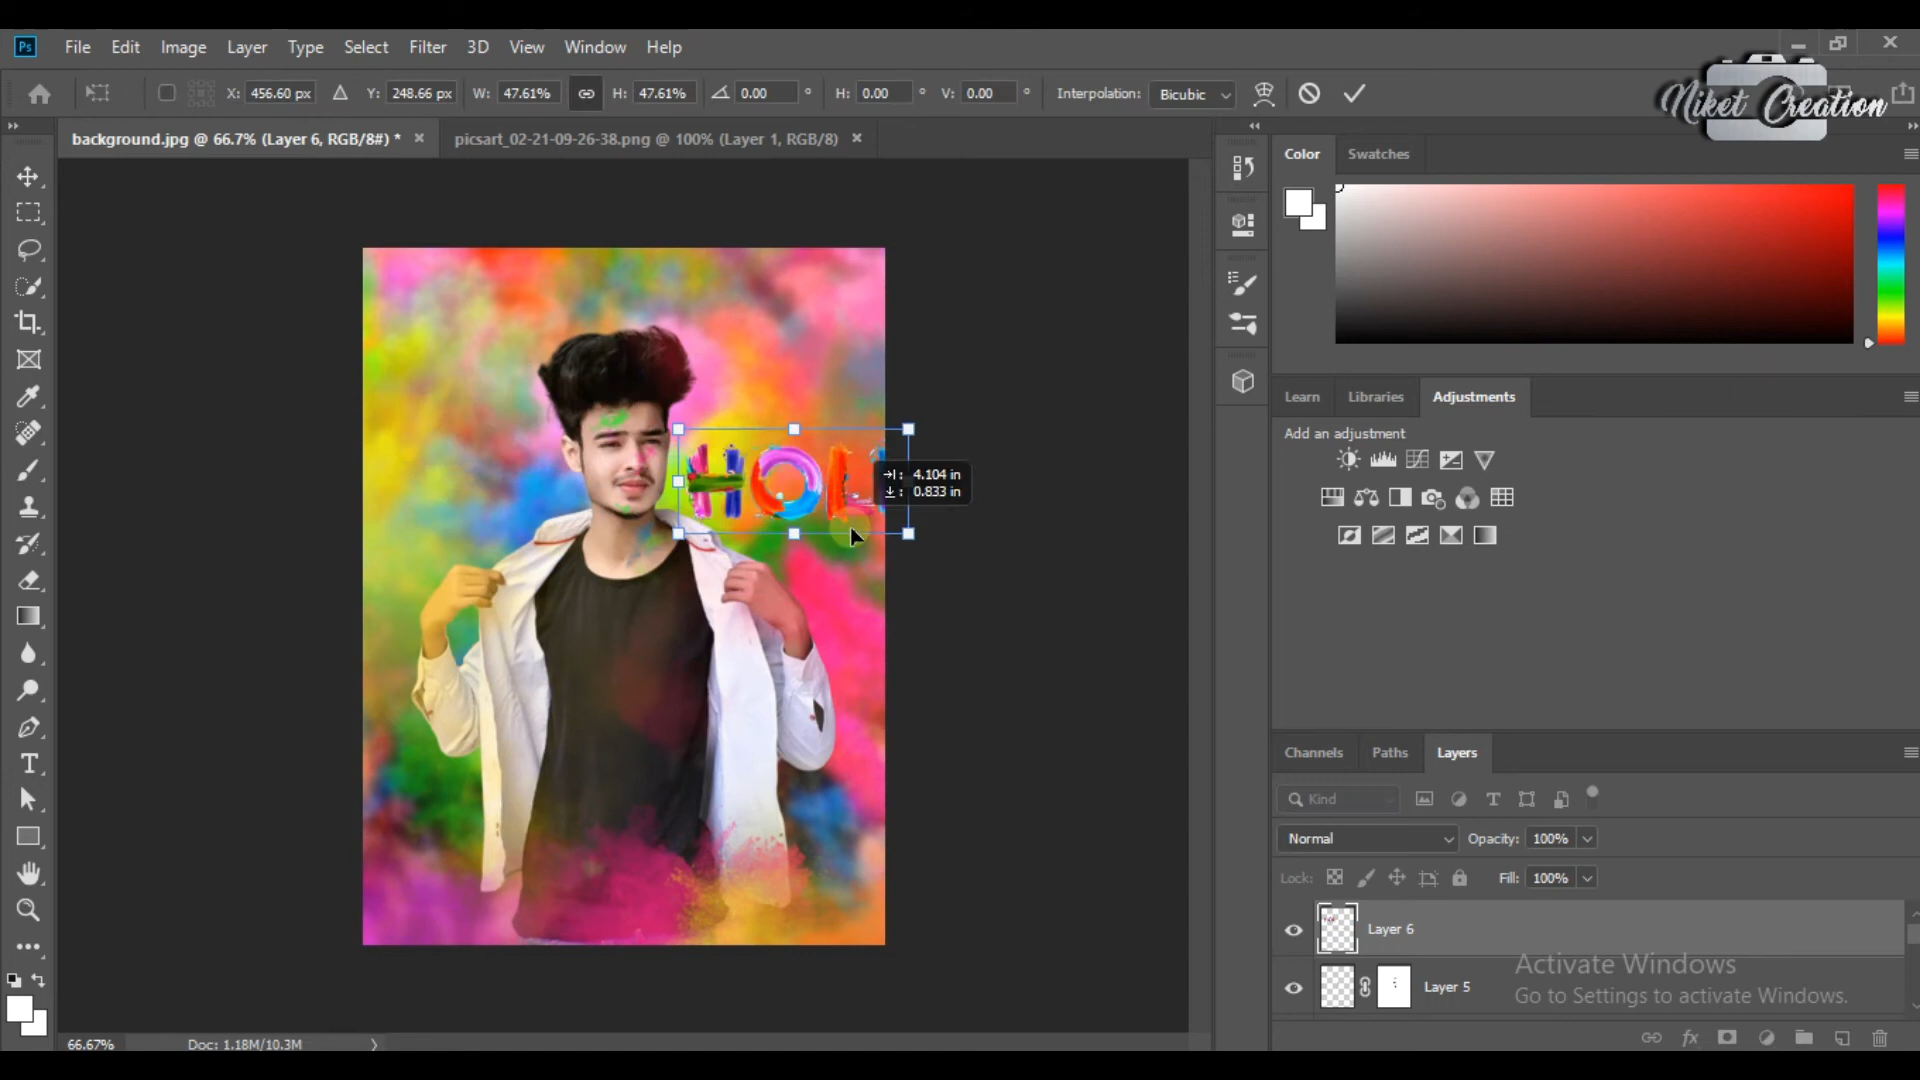 Ps File Edit Image Layer Type Select Filter 3D View Window Help
Niket Creation
X: 456.60 px Y: 248.66 px W: 47.61% H: 47.61% 0.00 ° H: 0.00 ° V: 0.00 ° Interpolation: Bicubic
background.jpg @ 66.7% (Layer 6, RGB/8#) * × picsart_02-21-09-26-38.png @ 100% (Layer 1, RGB/8) ×
Color Swatches
Learn Libraries Adjustments
Add an adjustment
HOL
4.104 in
0.833 in
Channels Paths Layers
Kind
Normal Opacity: 100%
Lock: Fill: 100%
Layer 6
Layer 5
Activate Windows
Go to Settings to activate Windows.
66.67% Doc: 1.18M/10.3M